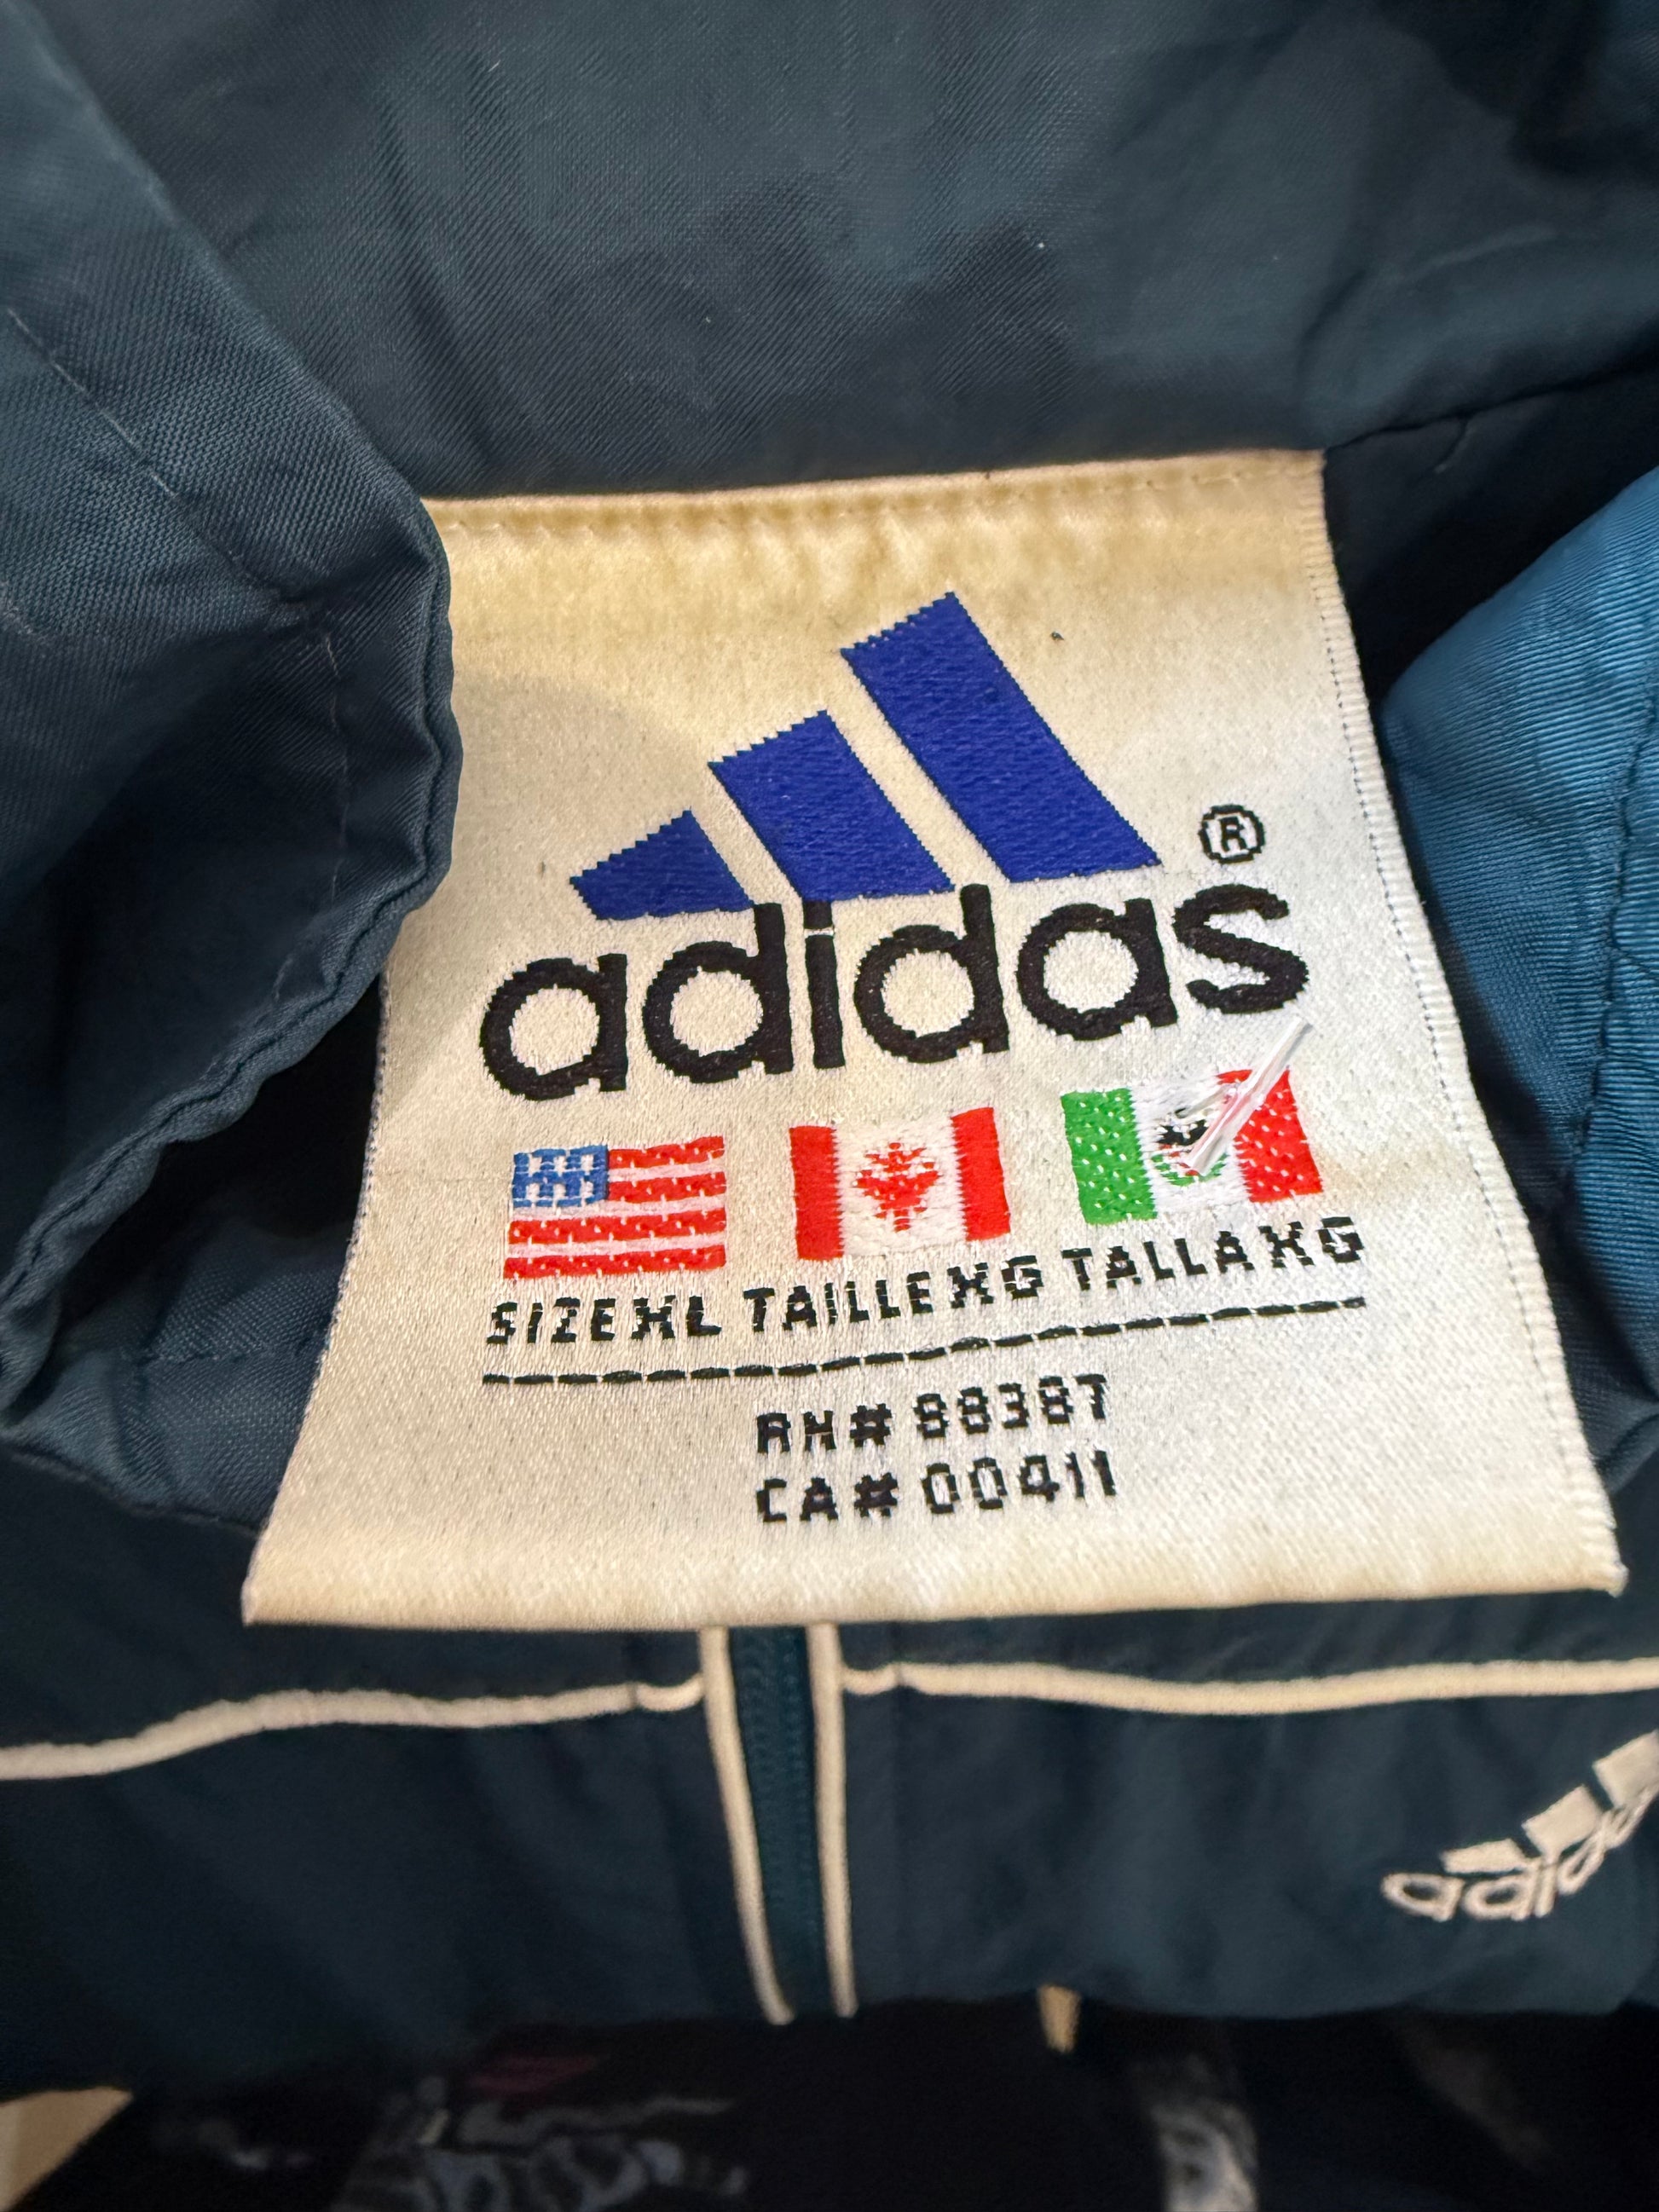 ®
adidas
SIZE XL TAILLE XG TALLA XG
RN# 88387
CA# 00411
adidas